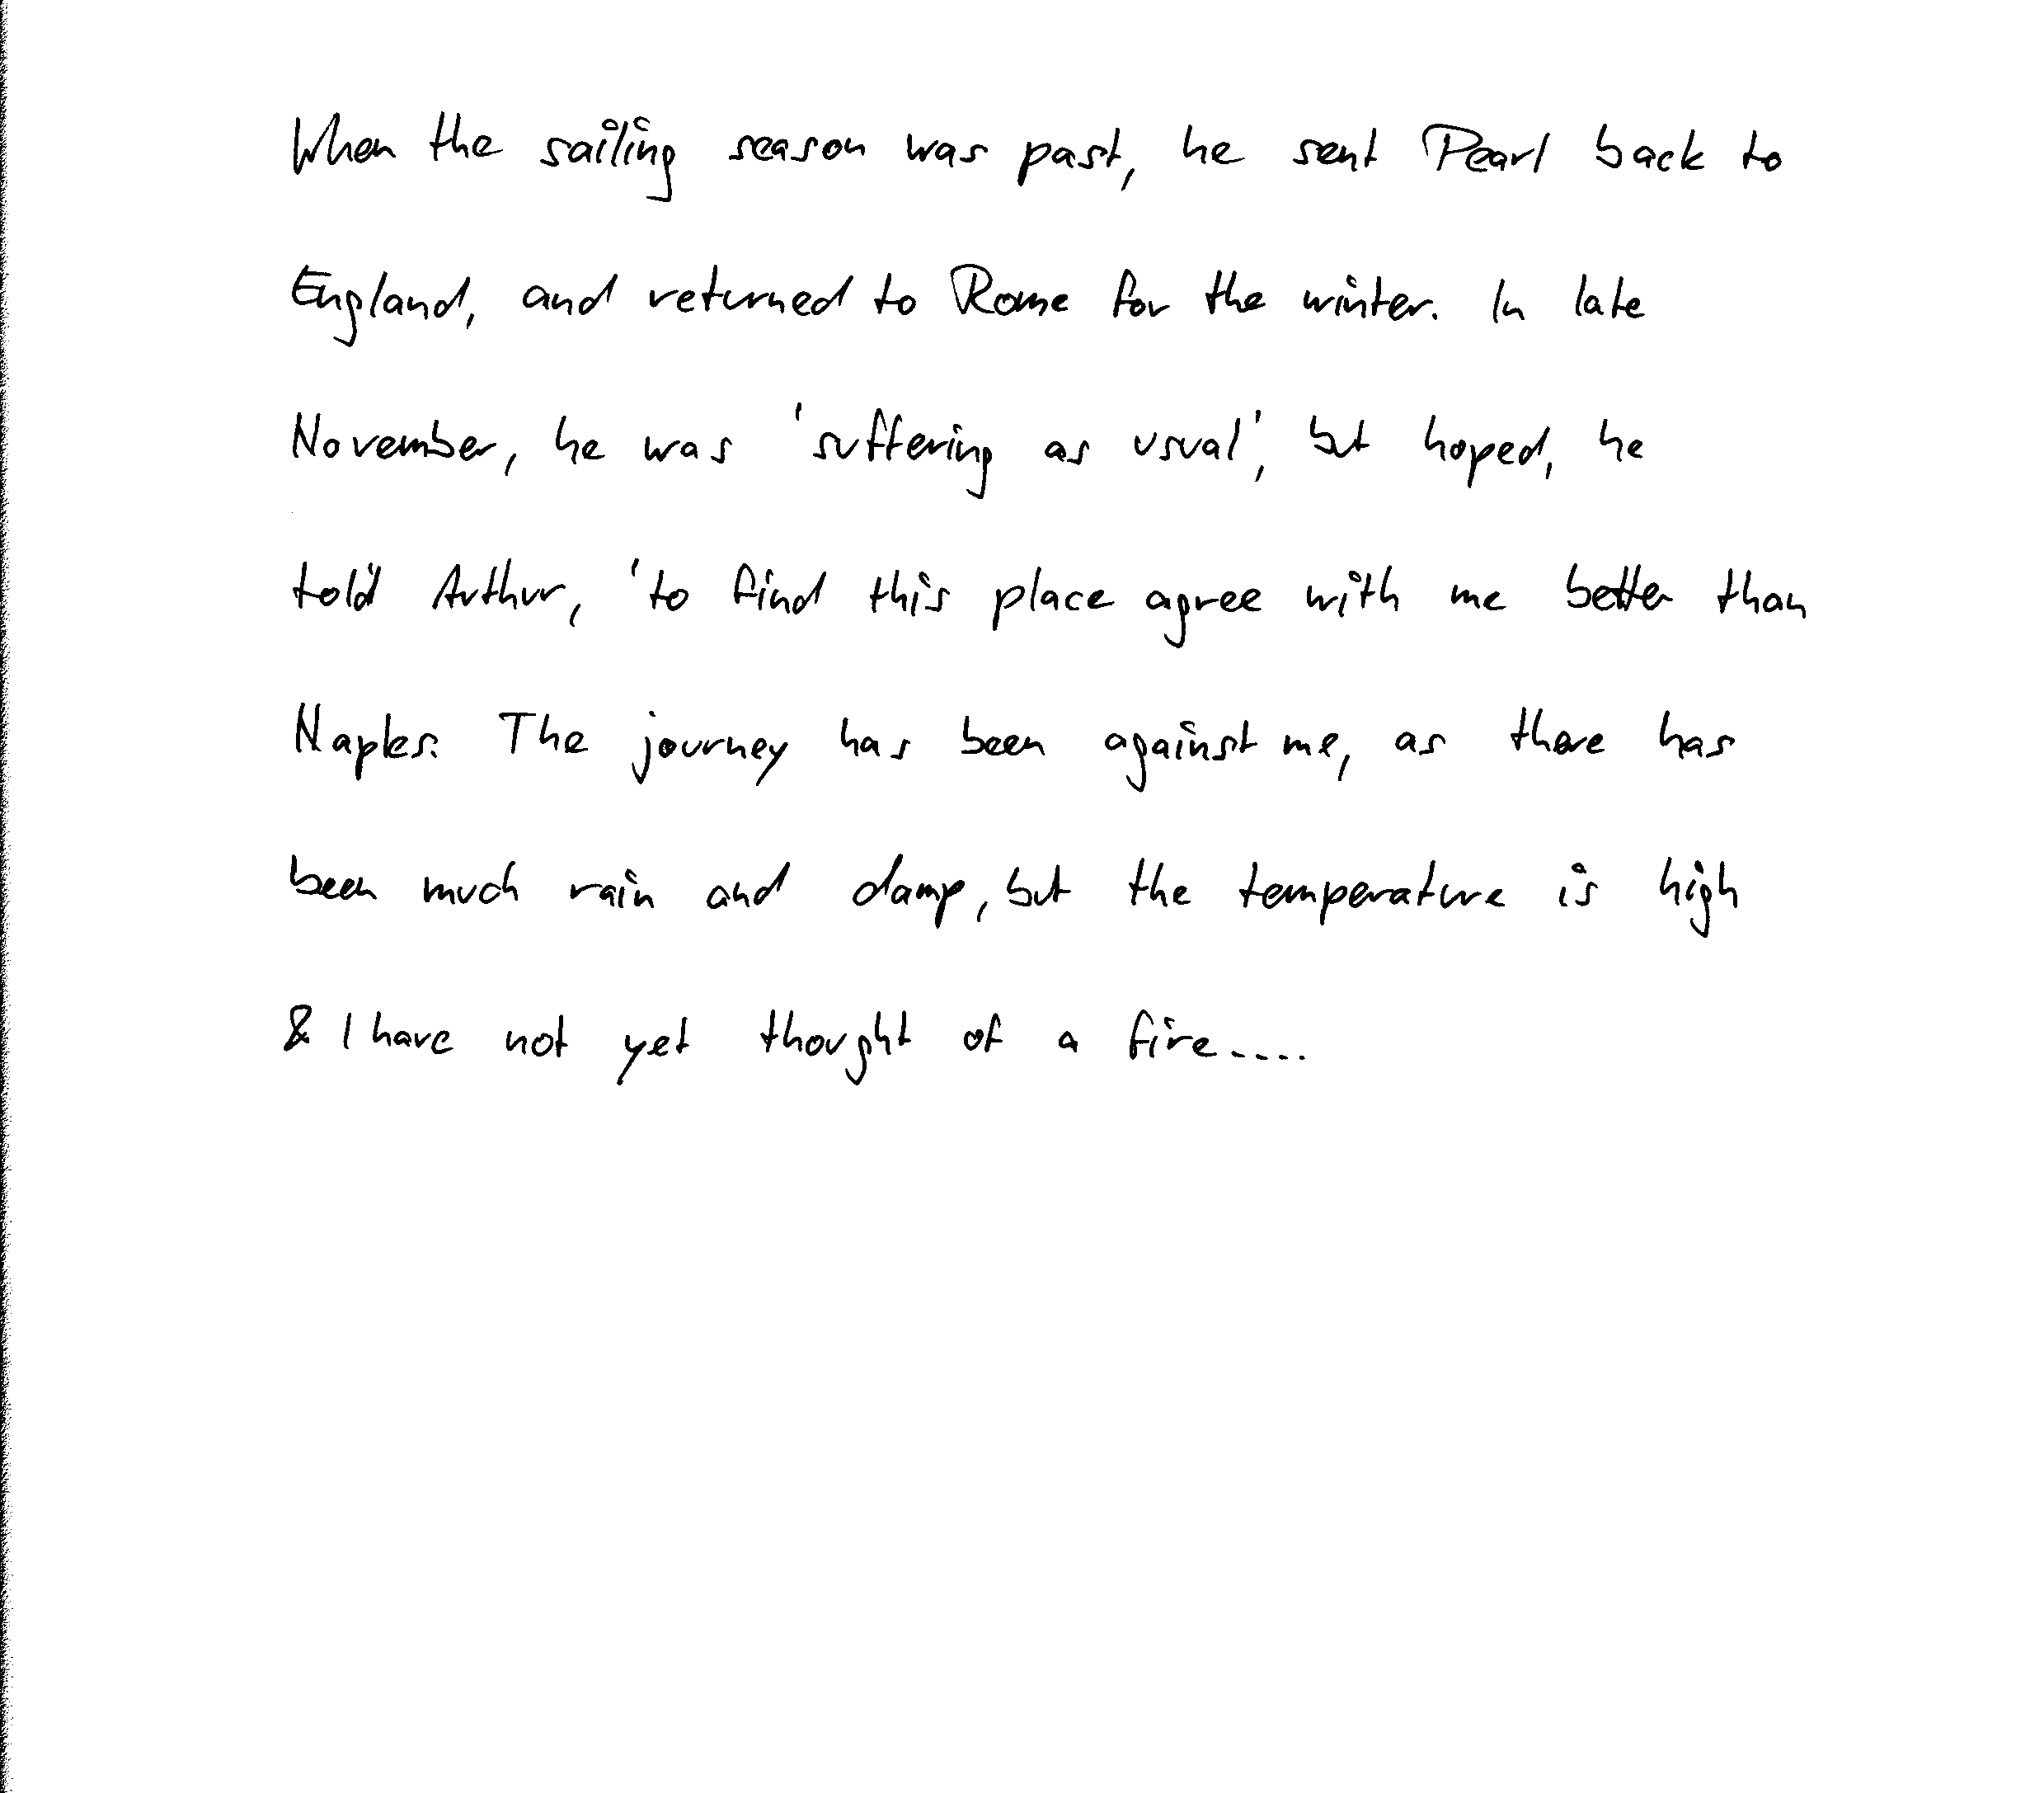 When the sailing season was past, he sent Pearl back to
England, and returned to Rome for the winter. In late
November, he was 'suffering as usual', but hoped, he
told Arthur, 'to find this place agree with me better than
Naples. The journey has been against me, as there has
been much rain and damp, but the temperature is high
& I have not yet thought of a fire....